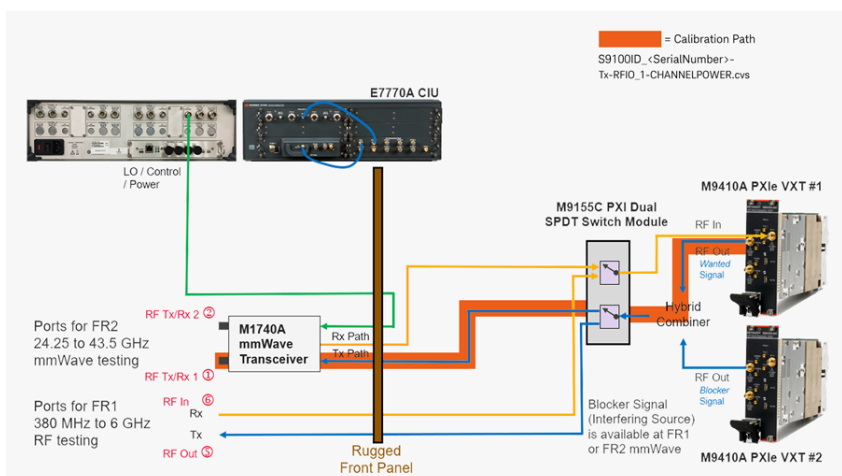 = Calibration Path
S9100ID_<SerialNumber>-
Tx-RFIO_1-CHANNELPOWER.cvs
E7770A CIU
LO / Control
/ Power
M9410A PXIe VXT #1
M9155C PXI Dual
SPDT Switch Module
RF In
RF Out
Wanted
Signal
Hybrid
Combiner
RF Tx/Rx 2 ②
Ports for FR2
24.25 to 43.5 GHz
mmWave testing
M1740A
mmWave
Transceiver
Rx Path
Tx Path
RF Tx/Rx 1 ①
RF Out
Blocker
Signal
Ports for FR1
380 MHz to 6 GHz
RF testing
RF In ⑥
Rx
Tx
RF Out ⑤
Blocker Signal
(Interfering Source)
is available at FR1
or FR2 mmWave
Rugged
Front Panel
M9410A PXIe VXT #2